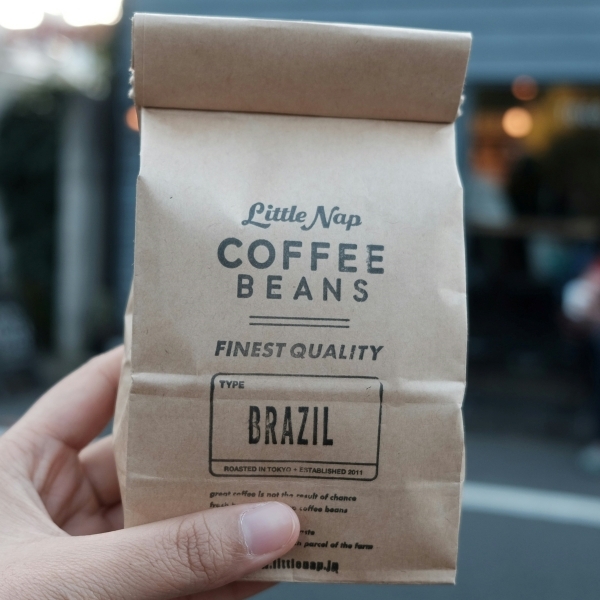 Little Nap
COFFEE
BEANS
FINEST QUALITY
TYPE
BRAZIL
ROASTED IN TOKYO • ESTABLISHED 2011
great coffee is not the result of chance
coffee beans
parcel of the farm
.littlenap.jp